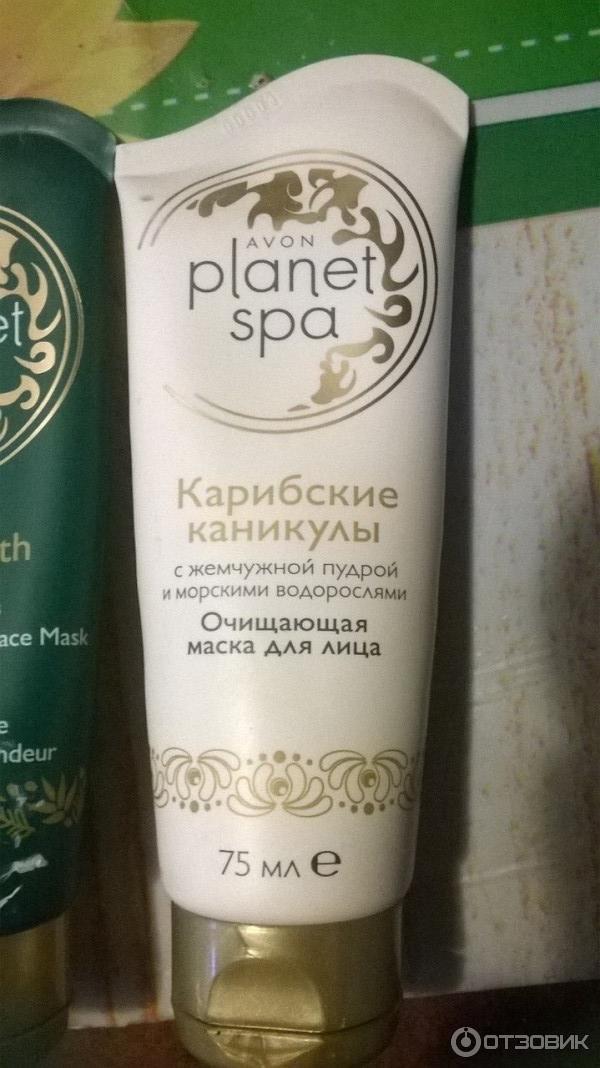 AVON
planet
spa
Карибские
каникулы
с жемчужной пудрой
и морскими водорослями
Очищающая
маска для лица
75 мл e
et
th
ace Mask
e
ndeur
ОТЗОВИК